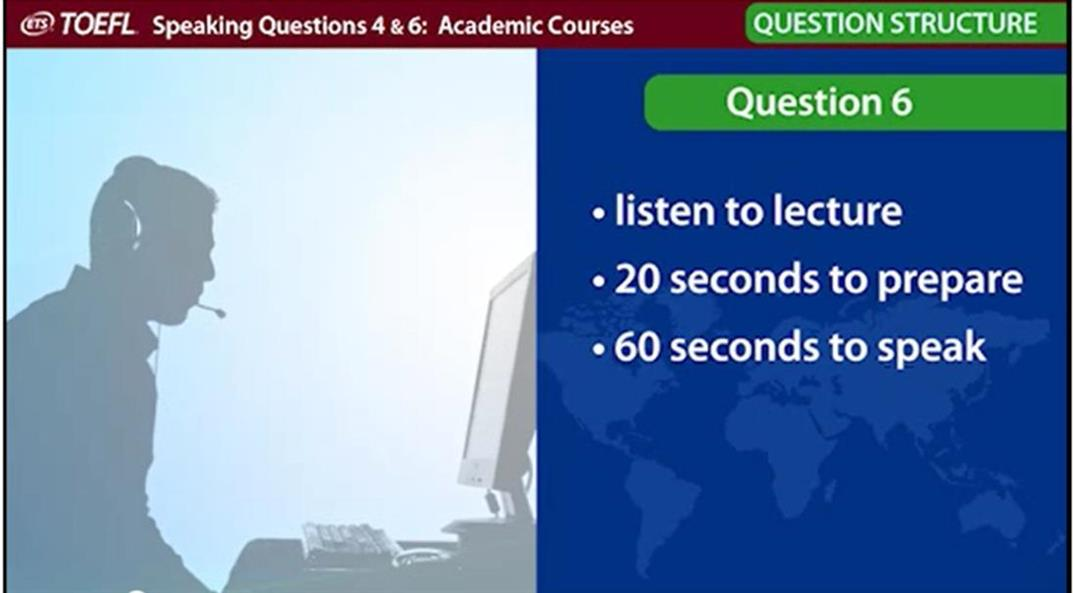 ETS TOEFL Speaking Questions 4 & 6: Academic Courses
QUESTION STRUCTURE
Question 6
• listen to lecture
• 20 seconds to prepare
• 60 seconds to speak